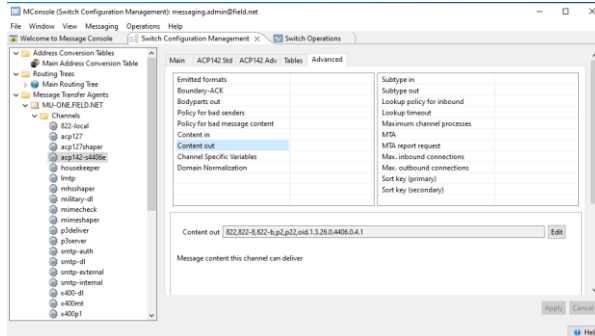 MConsole (Switch Configuration Management): messaging.admin@field.net
File Window View Messaging Operations Help
Welcome to Message Console
Switch Configuration Management
Switch Operations
Address Conversion Tables
Main Address Conversion Table
Routing Trees
Main Routing Tree
Message Transfer Agents
MU-ONE.FIELD.NET
Channels
822-local
acp127
acp127shaper
acp142-s4406e
housekeeper
lmtp
mhsshaper
military-dl
mimecheck
mimeshaper
p3deliver
p3server
smtp-auth
smtp-dl
smtp-external
smtp-internal
x400-dl
x400mt
x400p1
Main ACP142 Std ACP142 Adv Tables Advanced
Emitted formats
Boundary-ACK
Bodyparts out
Policy for bad senders
Policy for bad message content
Content in
Content out
Channel Specific Variables
Domain Normalization
Subtype in
Subtype out
Lookup policy for inbound
Lookup timeout
Maximum channel processes
MTA
MTA report request
Max. inbound connections
Max. outbound connections
Sort key (primary)
Sort key (secondary)
Content out 822,822-8,822-b,p2,p22,oid.1.3.26.0.4406.0.4.1 Edit
Message content this channel can deliver
Apply Cancel
Help